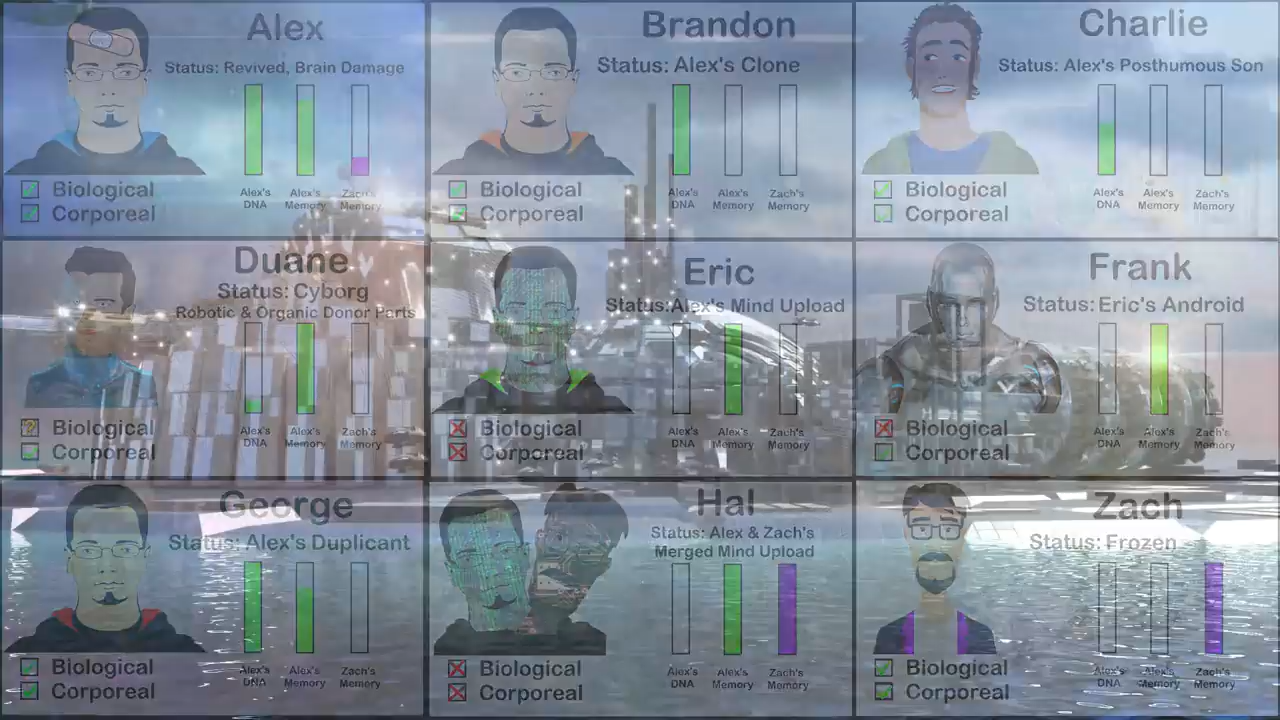 Alex
Status: Revived, Brain Damage
Alex's DNA
Alex's Memory
Zach's Memory
Biological
Corporeal
Brandon
Status: Alex's Clone
Alex's DNA
Alex's Memory
Zach's Memory
Biological
Corporeal
Charlie
Status: Alex's Posthumous Son
Alex's DNA
Alex's Memory
Zach's Memory
Biological
Corporeal
Duane
Status: Cyborg
Robotic & Organic Donor Parts
Alex's DNA
Alex's Memory
Zach's Memory
? Biological
Corporeal
Eric
Status: Alex's Mind Upload
Alex's DNA
Alex's Memory
Zach's Memory
Biological
Corporeal
Frank
Status: Eric's Android
Alex's DNA
Alex's Memory
Zach's Memory
Biological
Corporeal
George
Status: Alex's Duplicant
Alex's DNA
Alex's Memory
Zach's Memory
Biological
Corporeal
Hal
Status: Alex & Zach's
Merged Mind Upload
Alex's DNA
Alex's Memory
Zach's Memory
Biological
Corporeal
Zach
Status: Frozen
Alex's DNA
Alex's Memory
Zach's Memory
Biological
Corporeal